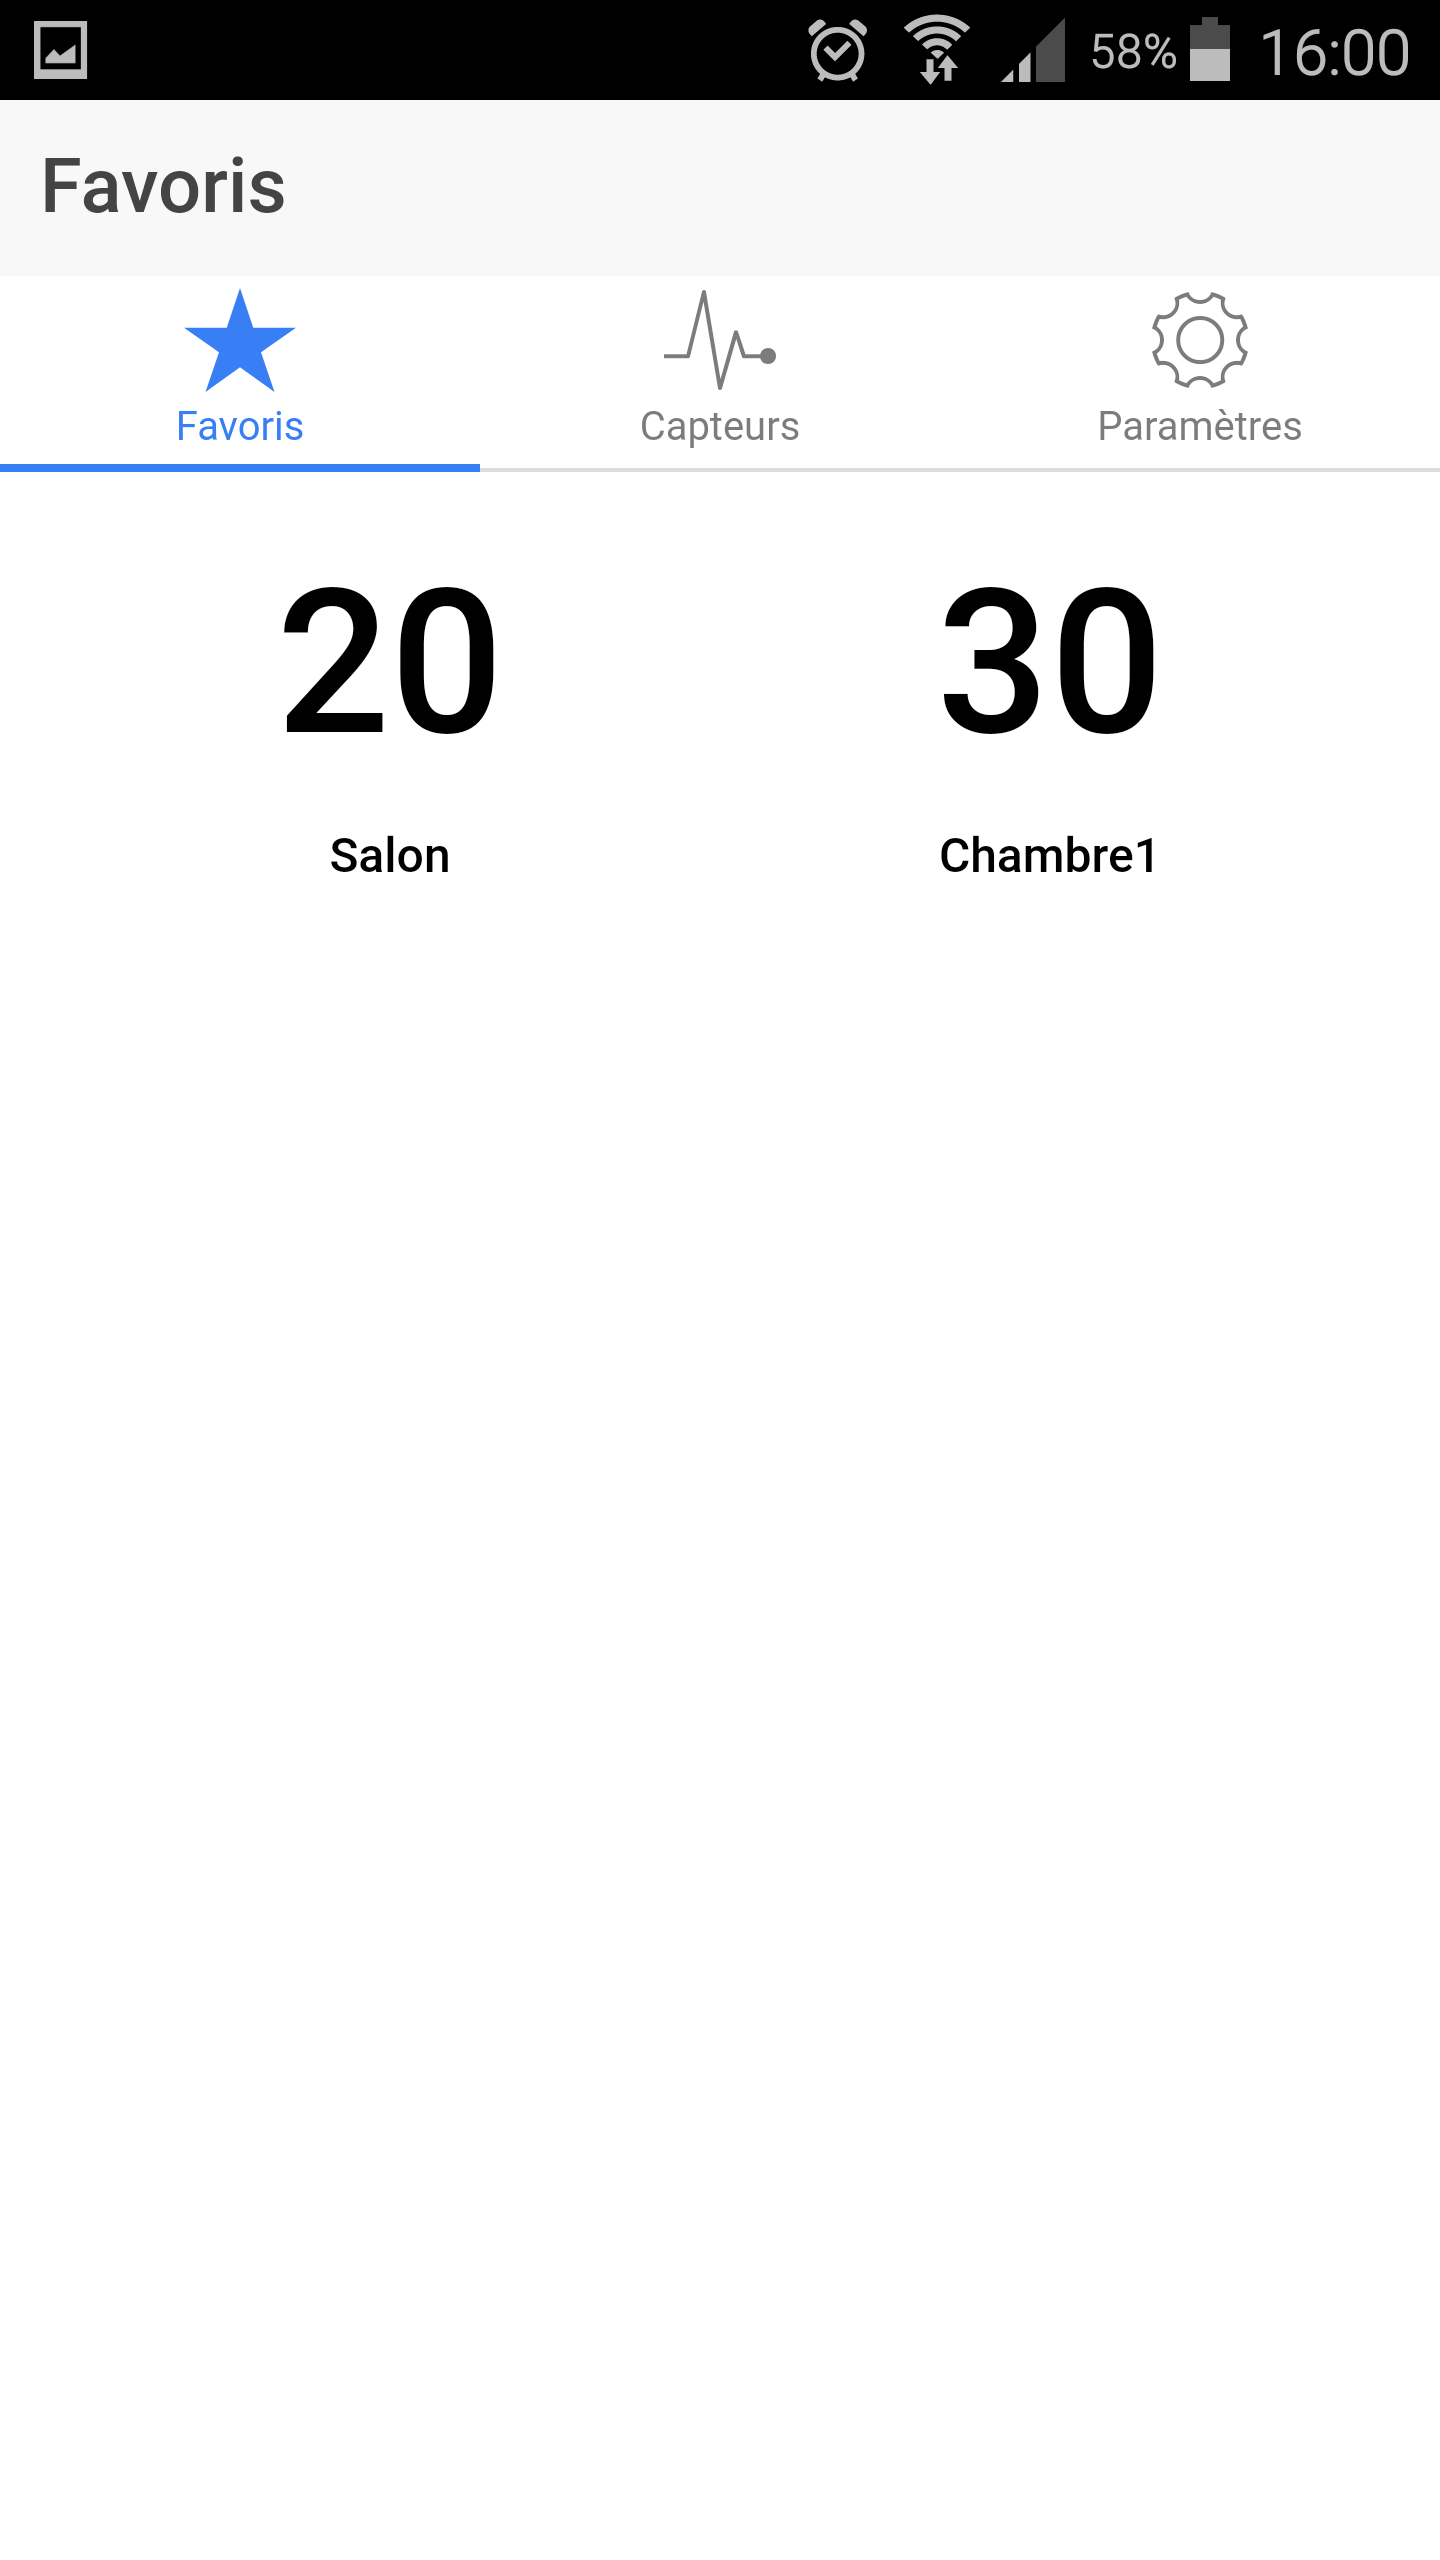 58% 16:00
Favoris
Favoris Capteurs Paramètres
20 30
Salon Chambre1